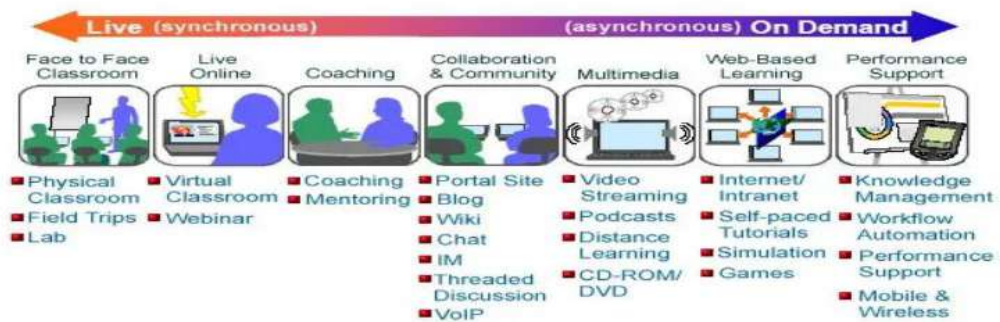 Live (synchronous) (asynchronous) On Demand
Face to Face
Classroom
Live
Online
Coaching
Collaboration
& Community
Multimedia
Web-Based
Learning
Performance
Support
Physical
Classroom
Field Trips
Lab
Virtual
Classroom
Webinar
Coaching
Mentoring
Portal Site
Blog
Wiki
Chat
IM
Threaded
Discussion
VoIP
Video
Streaming
Podcasts
Distance
Learning
CD-ROM/
DVD
Internet/
Intranet
Self-paced
Tutorials
Simulation
Games
Knowledge
Management
Workflow
Automation
Performance
Support
Mobile &
Wireless